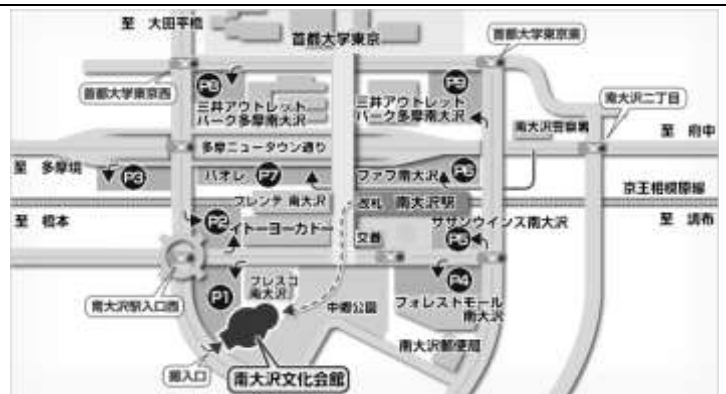 至 大田平橋
首都大学東京
首都大学東京東
首都大学東京西
P8
P9
三井アウトレット
パーク多摩南大沢
三井アウトレット
パーク多摩南大沢
南大沢二丁目
南大沢警察署
至 府中
多摩ニュータウン通り
至 多摩境
P3
パオレ
P7
ファブ南大沢
P6
京王相模原線
フレンテ 南大沢
改札 南大沢駅
至 橋本
P2
イトーヨーカドー
交番
ササンウインズ南大沢
至 調布
P5
P1
フレスコ
南大沢
P4
南大沢駅入口西
中郷公園
フォレストモール
南大沢
南大沢郵便局
搬入口
南大沢文化会館